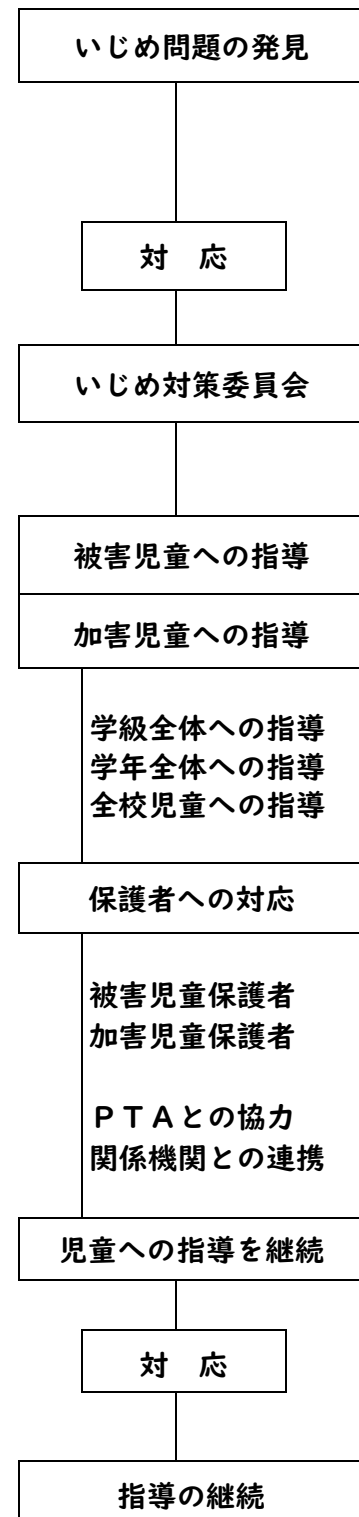 いじめ問題の発見
対　応
いじめ対策委員会
被害児童への指導
加害児童への指導
学級全体への指導
学年全体への指導
全校児童への指導
保護者への対応
被害児童保護者
加害児童保護者
ＰＴＡとの協力
関係機関との連携
児童への指導を継続
対　応
指導の継続